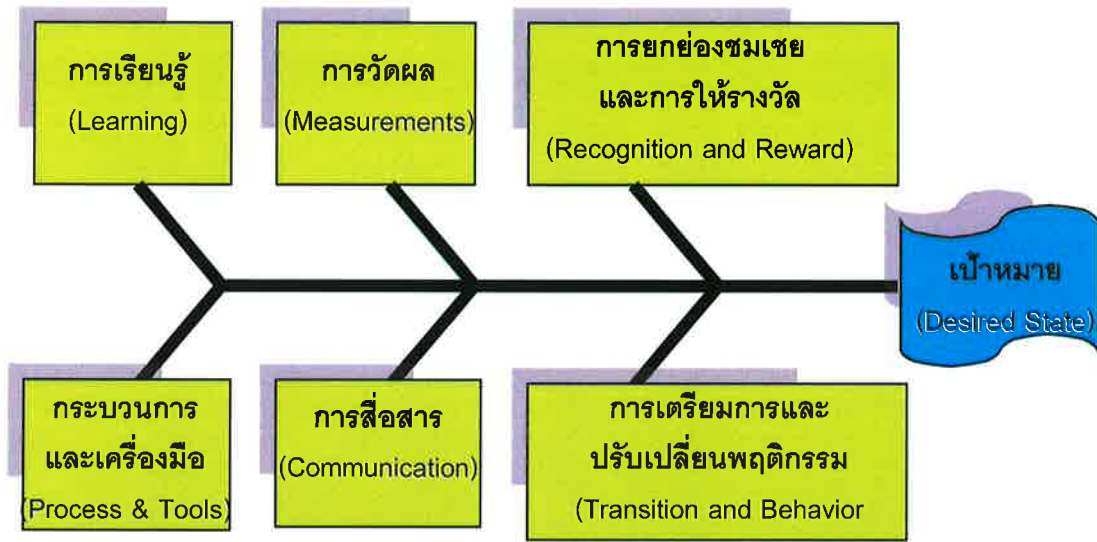 การเรียนรู้
(Learning)
การวัดผล
(Measurements)
การยกย่องชมเชย
และการให้รางวัล
(Recognition and Reward)
เป้าหมาย
(Desired State)
กระบวนการ
และเครื่องมือ
(Process & Tools)
การสื่อสาร
(Communication)
การเตรียมการและ
ปรับเปลี่ยนพฤติกรรม
(Transition and Behavior